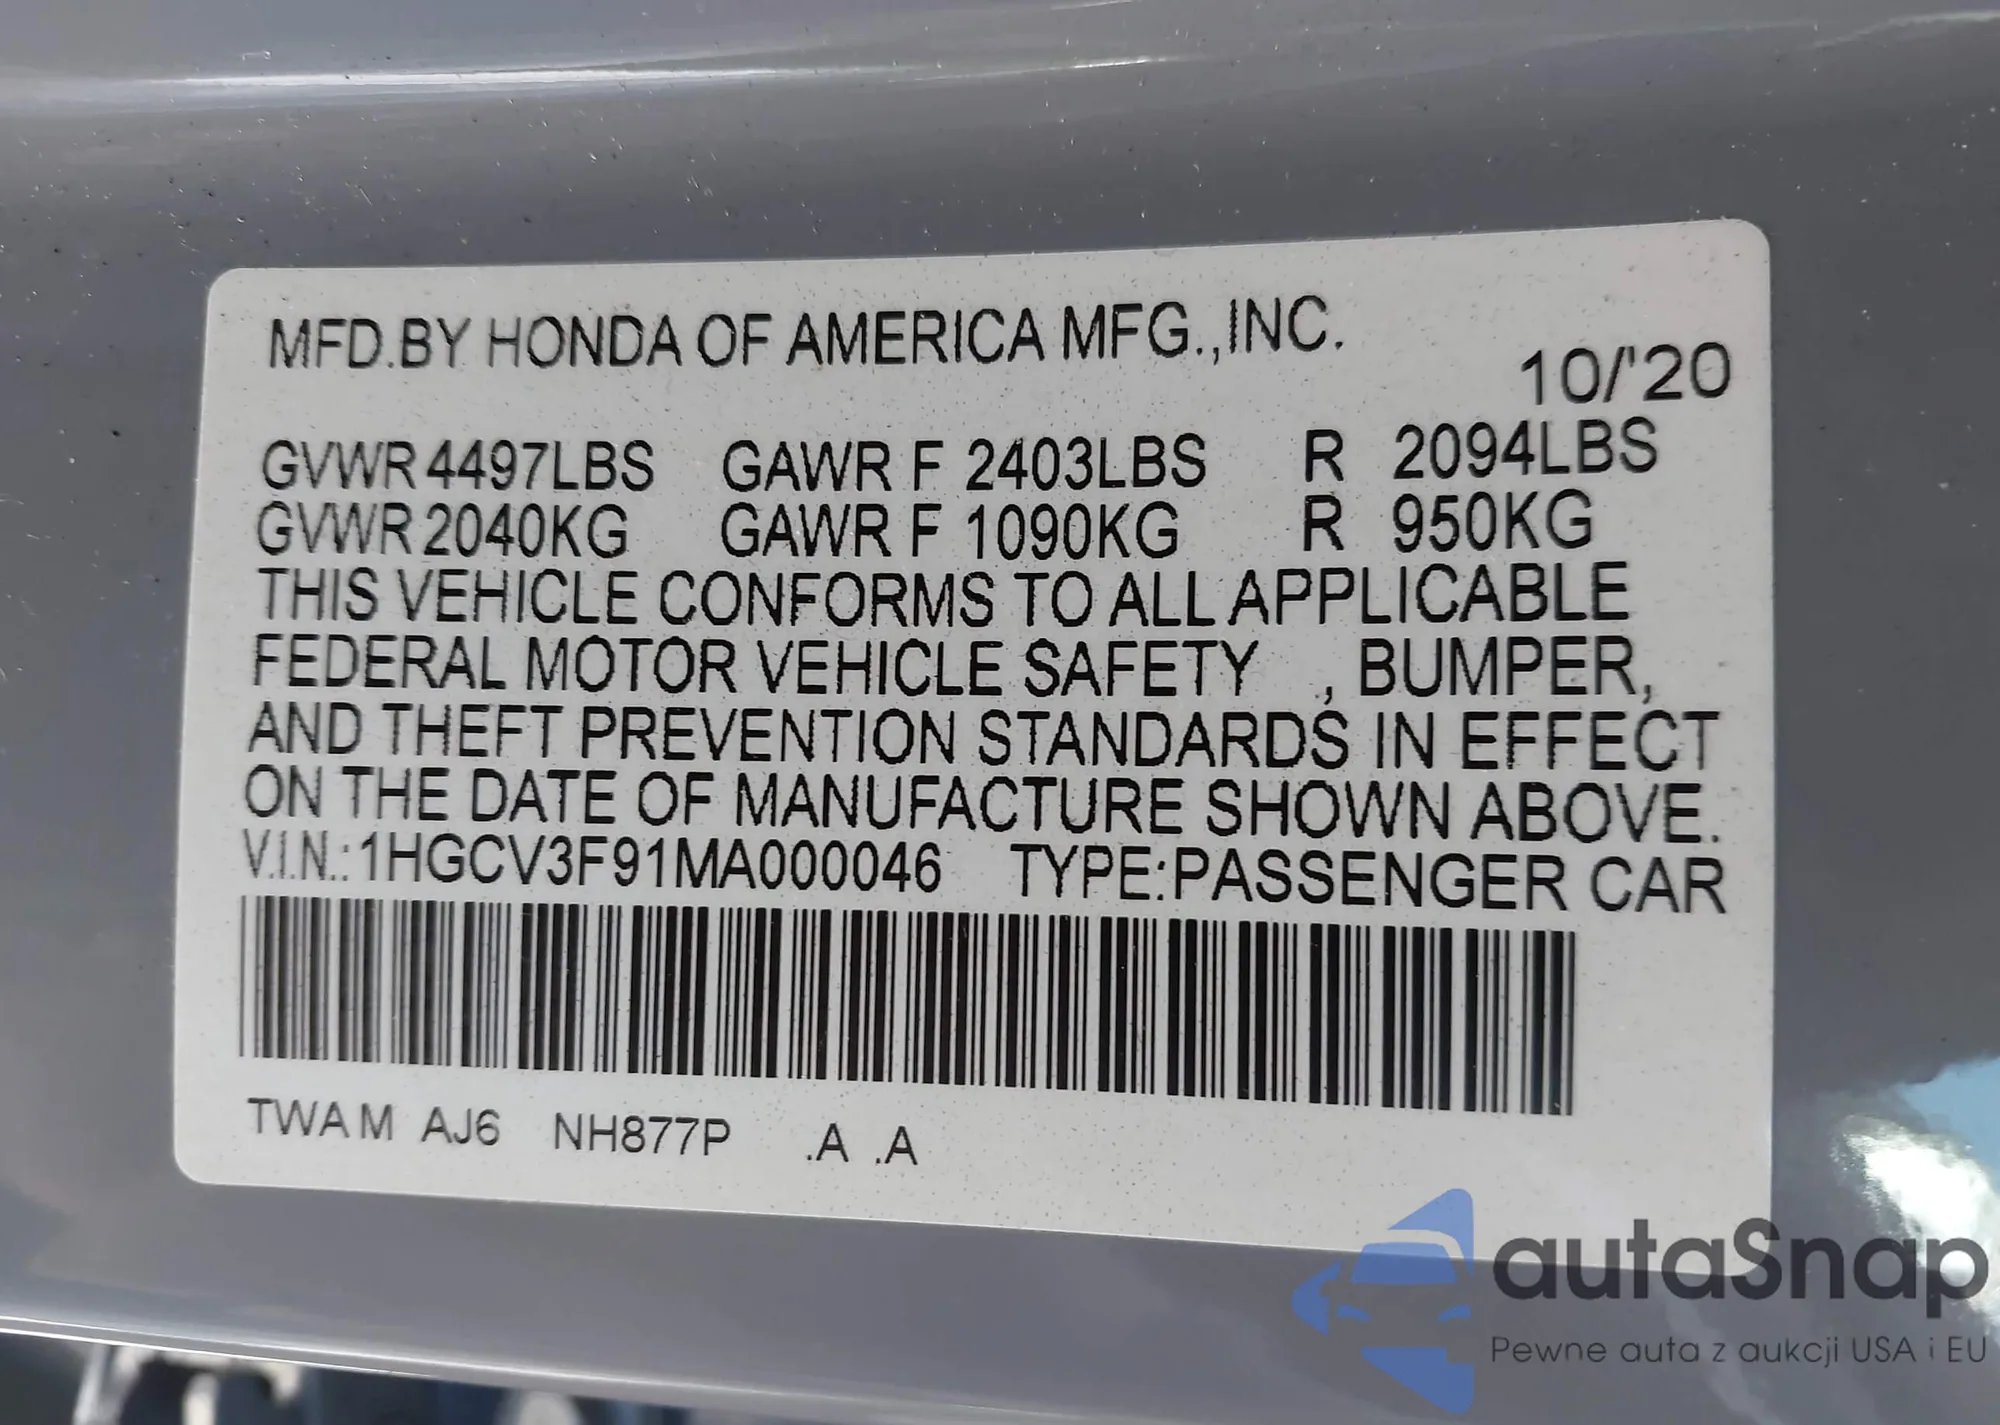 MFD.BY HONDA OF AMERICA MFG.,INC.
10/'20
GVWR 4497LBS GAWR F 2403LBS R 2094LBS
GVWR 2040KG GAWR F 1090KG R 950KG
THIS VEHICLE CONFORMS TO ALL APPLICABLE
FEDERAL MOTOR VEHICLE SAFETY , BUMPER,
AND THEFT PREVENTION STANDARDS IN EFFECT
ON THE DATE OF MANUFACTURE SHOWN ABOVE.
V.I.N.: 1HGCV3F91MA000046 TYPE:PASSENGER CAR
TWAM AJ6 NH877P .A .A
autaSnap
Pewne auta z aukcji USA i EU